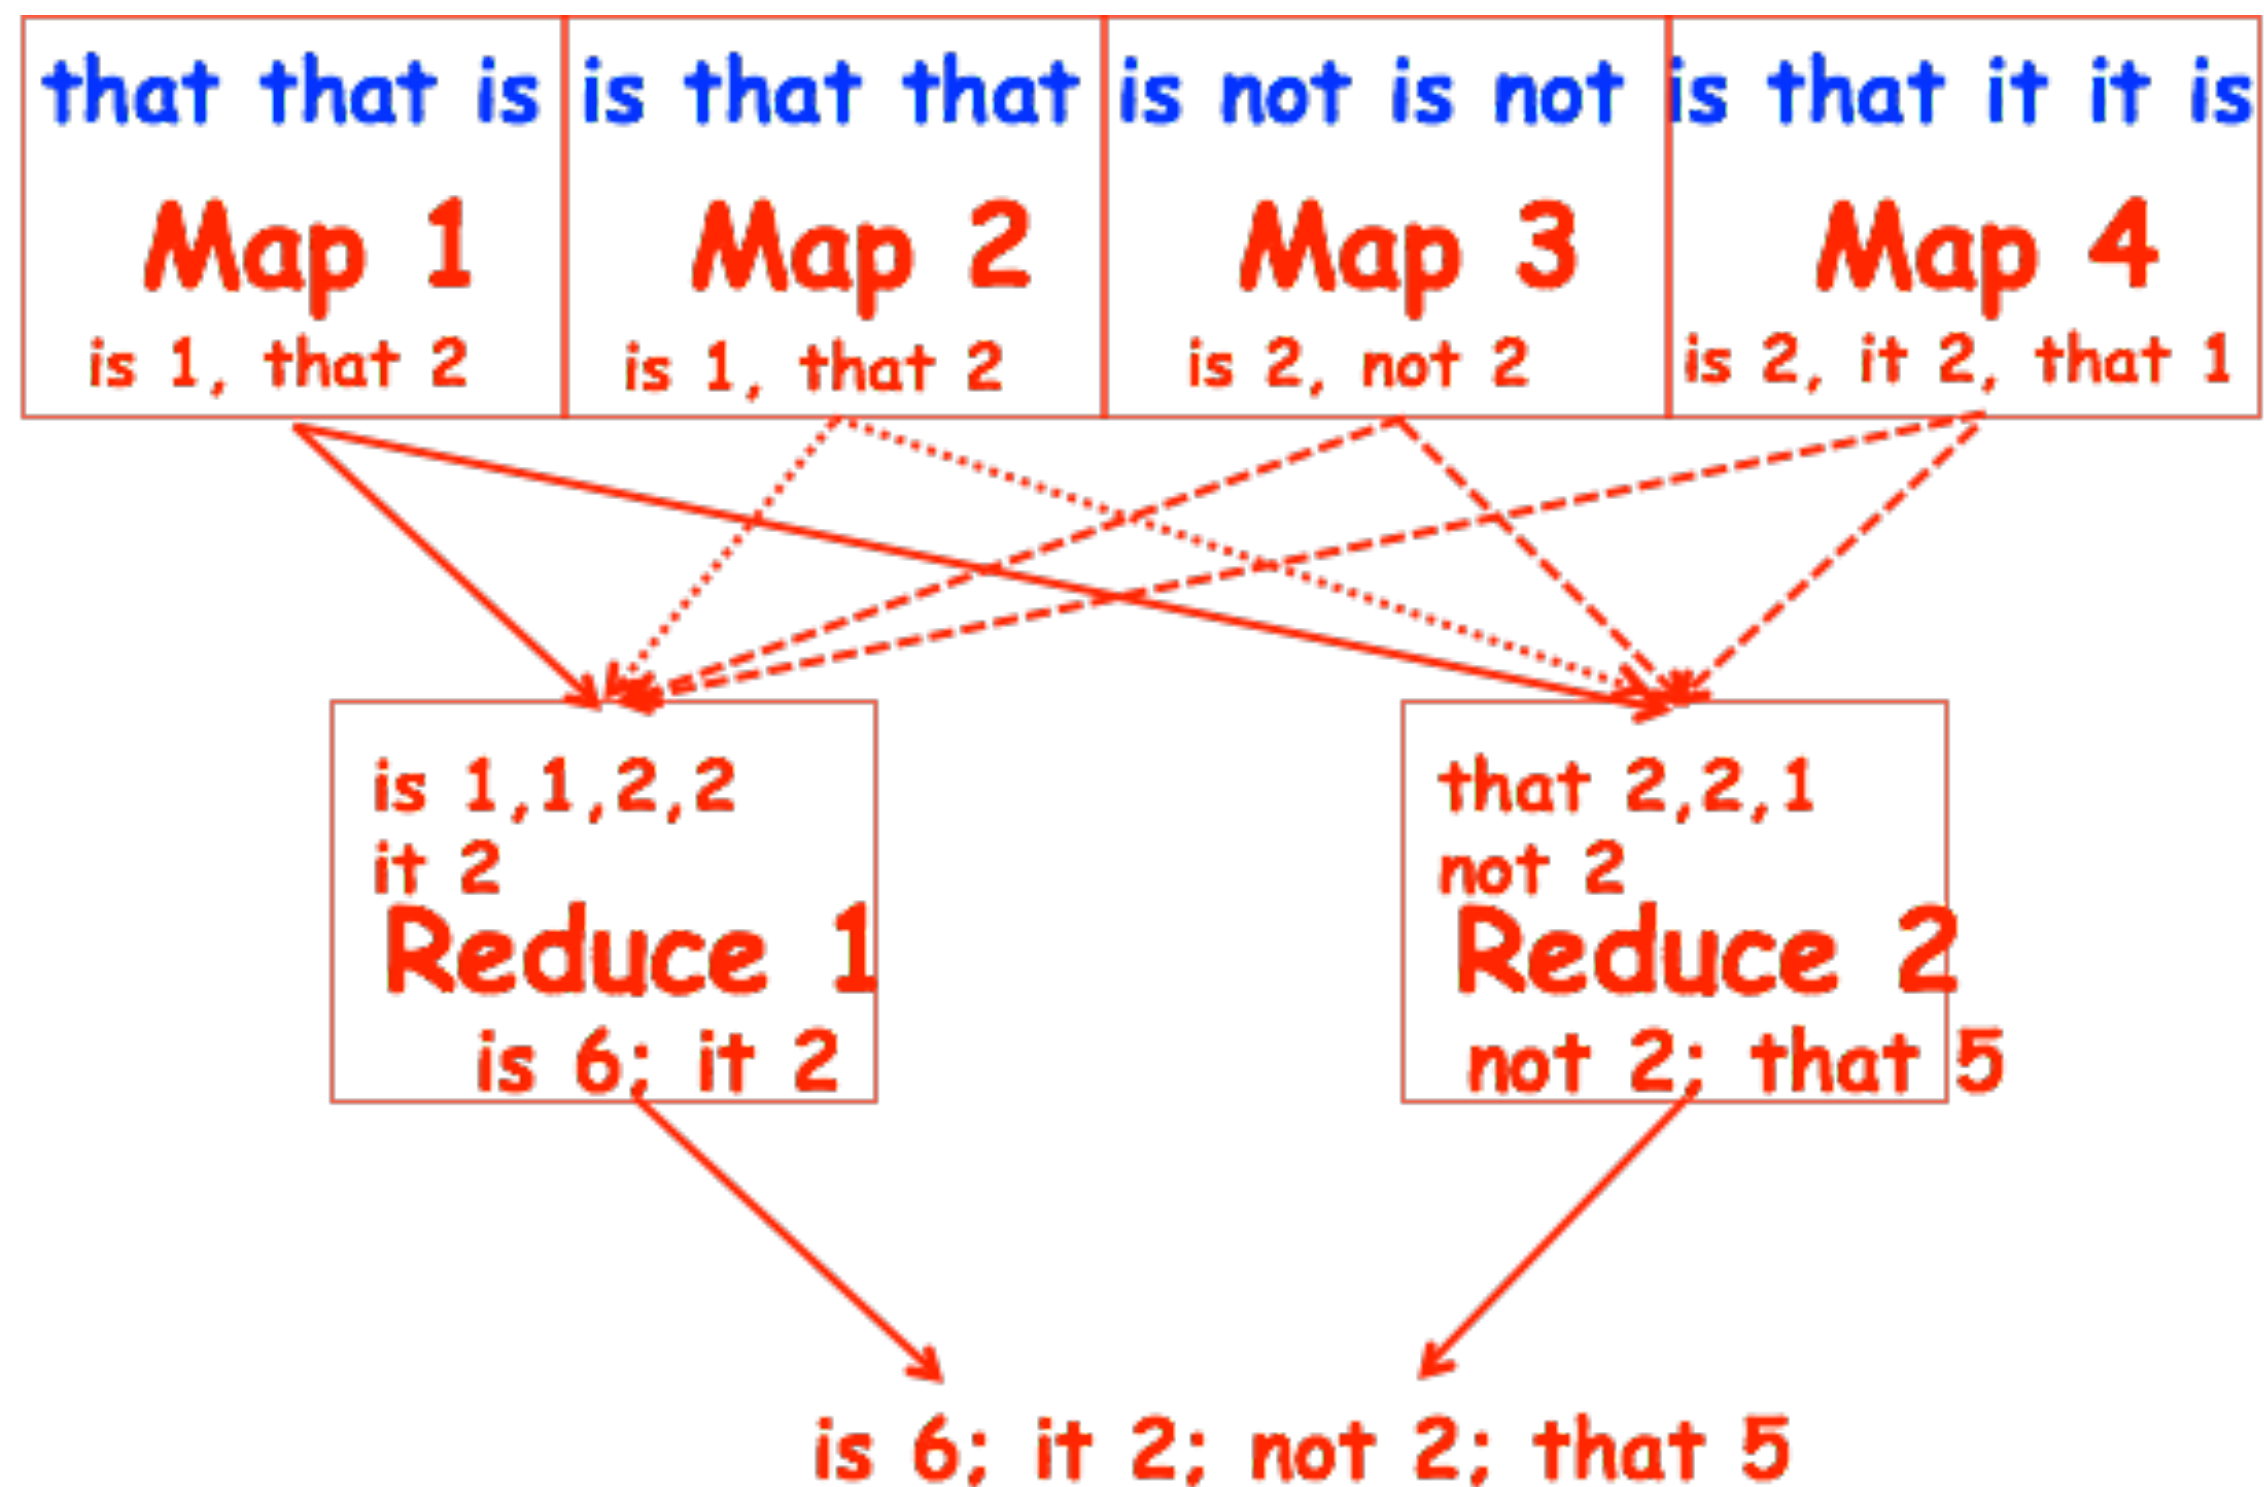 that that is
is that that
is not is not
is that it it is
Map 1
Map 2
Map 3
Map 4
is 1, that 2
is 1, that 2
is 2, not 2
is 2, it 2, that 1
is 1,1,2,2
it 2
Reduce 1
is 6; it 2
that 2,2,1
not 2
Reduce 2
not 2; that 5
is 6; it 2; not 2; that 5